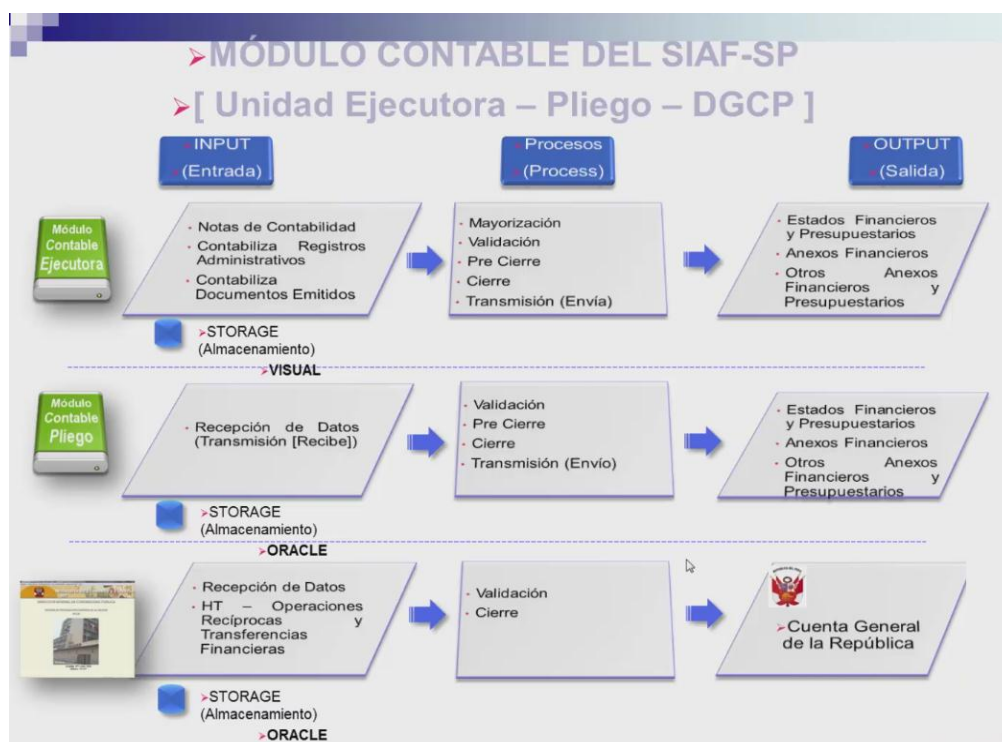 MÓDULO CONTABLE DEL SIAF-SP
[ Unidad Ejecutora – Pliego – DGCP ]
INPUT
(Entrada)
Procesos
(Process)
OUTPUT
(Salida)
Módulo
Contable
Ejecutora
Notas de Contabilidad
Contabiliza Registros
Administrativos
Contabiliza
Documentos Emitidos
Mayorización
Validación
Pre Cierre
Cierre
Transmisión (Envía)
Estados Financieros
y Presupuestarios
Anexos Financieros
Otros Anexos
Financieros y
Presupuestarios
STORAGE
(Almacenamiento)
VISUAL
Módulo
Contable
Pliego
Recepción de Datos
(Transmisión [Recibe])
Validación
Pre Cierre
Cierre
Transmisión (Envío)
Estados Financieros
y Presupuestarios
Anexos Financieros
Otros Anexos
Financieros y
Presupuestarios
STORAGE
(Almacenamiento)
ORACLE
Recepción de Datos
HT – Operaciones
Recíprocas y
Transferencias
Financieras
Validación
Cierre
Cuenta General
de la República
STORAGE
(Almacenamiento)
ORACLE